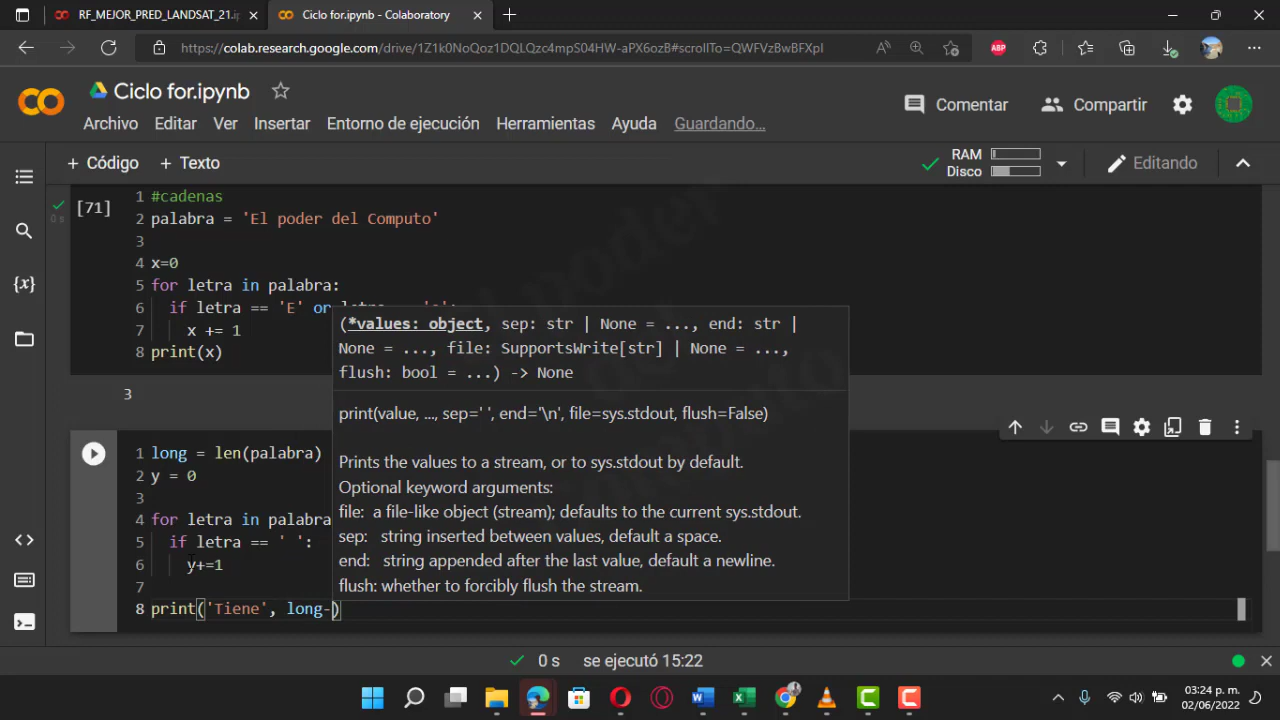 RF_MEJOR_PRED_LANDSAT_21.i
Ciclo for.ipynb - Colaboratory
https://colab.research.google.com/drive/1Z1k0NoQoz1DQLQzc4mpS04HW-aPX6ozB#scrollTo=QWFVzBwBFXpI
ABP
Ciclo for.ipynb
Comentar
Compartir
Archivo Editar Ver Insertar Entorno de ejecución Herramientas Ayuda Guardando...
+ Código + Texto
RAM
Disco
Editando
[71]
0 s
1 #cadenas
2 palabra = 'El poder del Computo'
3
4 x=0
5 for letra in palabra:
6 if letra == 'E' or
7 x += 1
8 print(x)
3
(*values: object, sep: str | None = ..., end: str |
None = ..., file: SupportsWrite[str] | None = ...,
flush: bool = ...) -> None
print(value, ..., sep=' ', end='\n', file=sys.stdout, flush=False)
Prints the values to a stream, or to sys.stdout by default.
Optional keyword arguments:
file: a file-like object (stream); defaults to the current sys.stdout.
sep: string inserted between values, default a space.
end: string appended after the last value, default a newline.
flush: whether to forcibly flush the stream.
1 long = len(palabra)
2 y = 0
3
4 for letra in palabra
5 if letra == ' ':
6 y+=1
7
8 print('Tiene', long-)
0 s se ejecutó 15:22
03:24 p. m.
02/06/2022